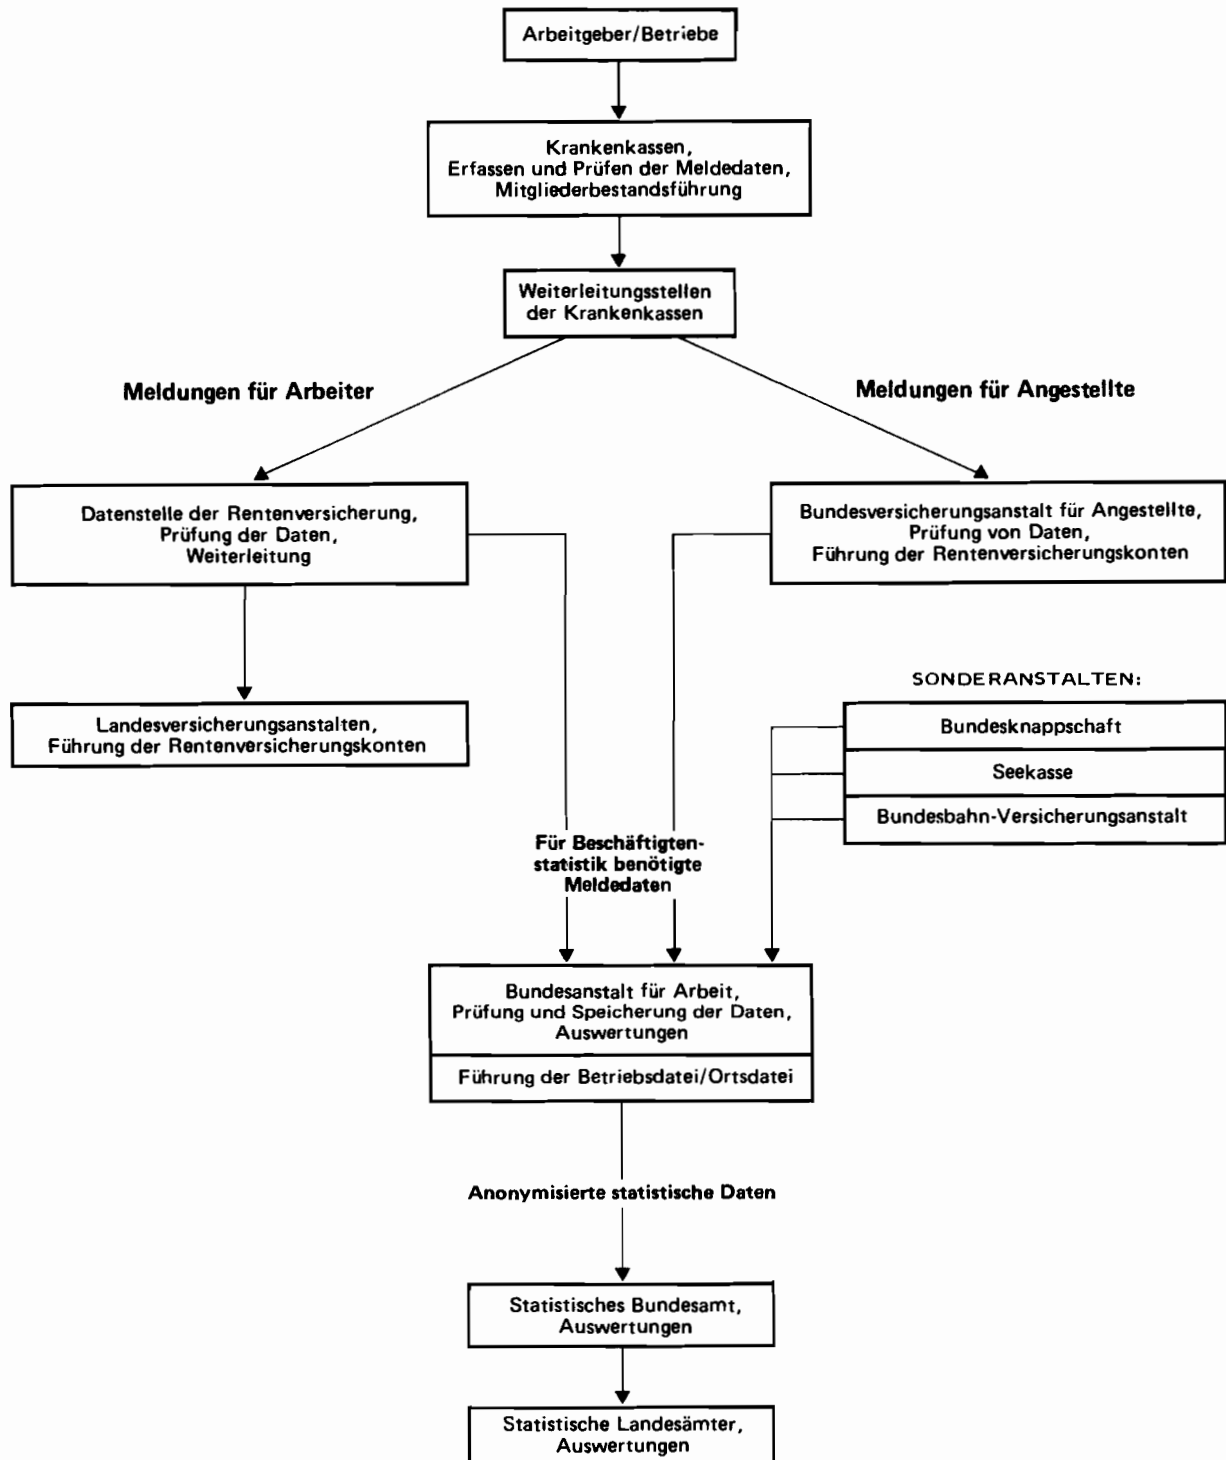 Arbeitgeber/Betriebe
Krankenkassen,
Erfassen und Prüfen der Meldedaten,
Mitgliederbestandsführung
Weiterleitungsstellen
der Krankenkassen
Meldungen für Arbeiter
Meldungen für Angestellte
Datenstelle der Rentenversicherung,
Prüfung der Daten,
Weiterleitung
Bundesversicherungsanstalt für Angestellte,
Prüfung von Daten,
Führung der Rentenversicherungskonten
Landesversicherungsanstalten,
Führung der Rentenversicherungskonten
SONDERANSTALTEN:
Bundesknappschaft
Seekasse
Bundesbahn-Versicherungsanstalt
Für Beschäftigten-
statistik benötigte
Meldedaten
Bundesanstalt für Arbeit,
Prüfung und Speicherung der Daten,
Auswertungen
Führung der Betriebsdatei/Ortsdatei
Anonymisierte statistische Daten
Statistisches Bundesamt,
Auswertungen
Statistische Landesämter,
Auswertungen